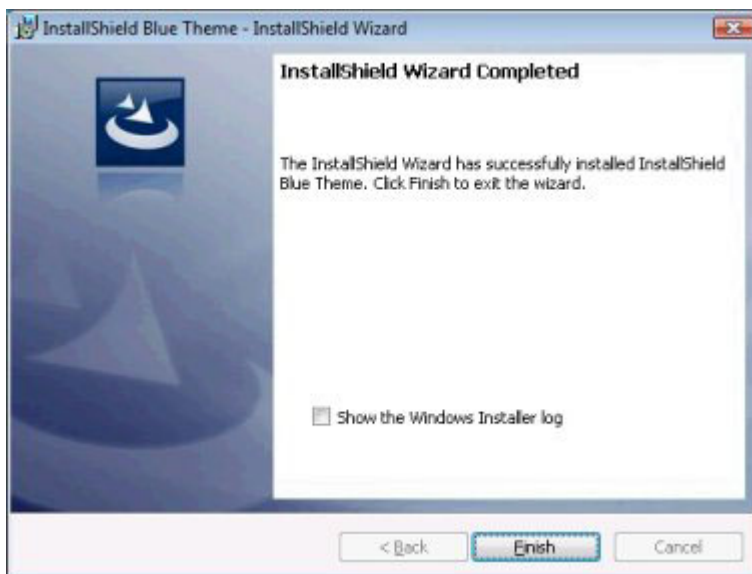 InstallShield Blue Theme - InstallShield Wizard
InstallShield Wizard Completed
The InstallShield Wizard has successfully installed InstallShield
Blue Theme. Click Finish to exit the wizard.
Show the Windows Installer log
< Back
Finish
Cancel